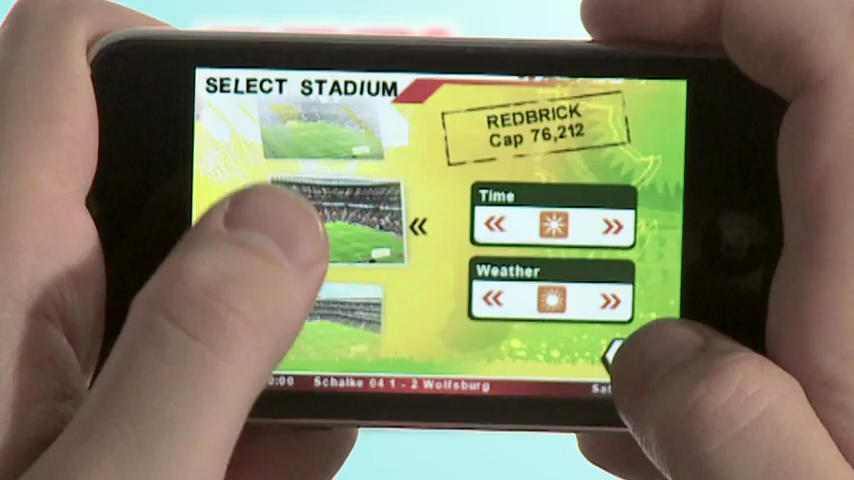 SELECT STADIUM
REDBRICK
Cap 76,212
Time
Weather
Schalke 04 1 - 2 Wolfsburg